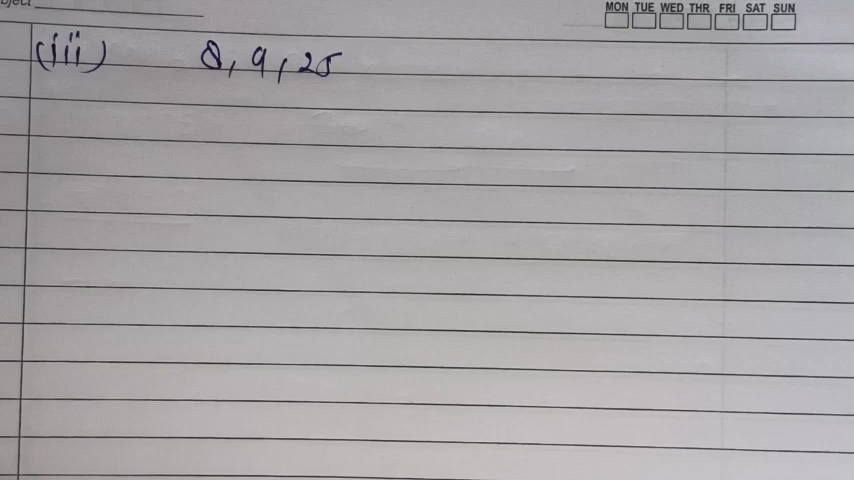 MON TUE WED THR FRI SAT SUN
(iii) 8, 9, 25